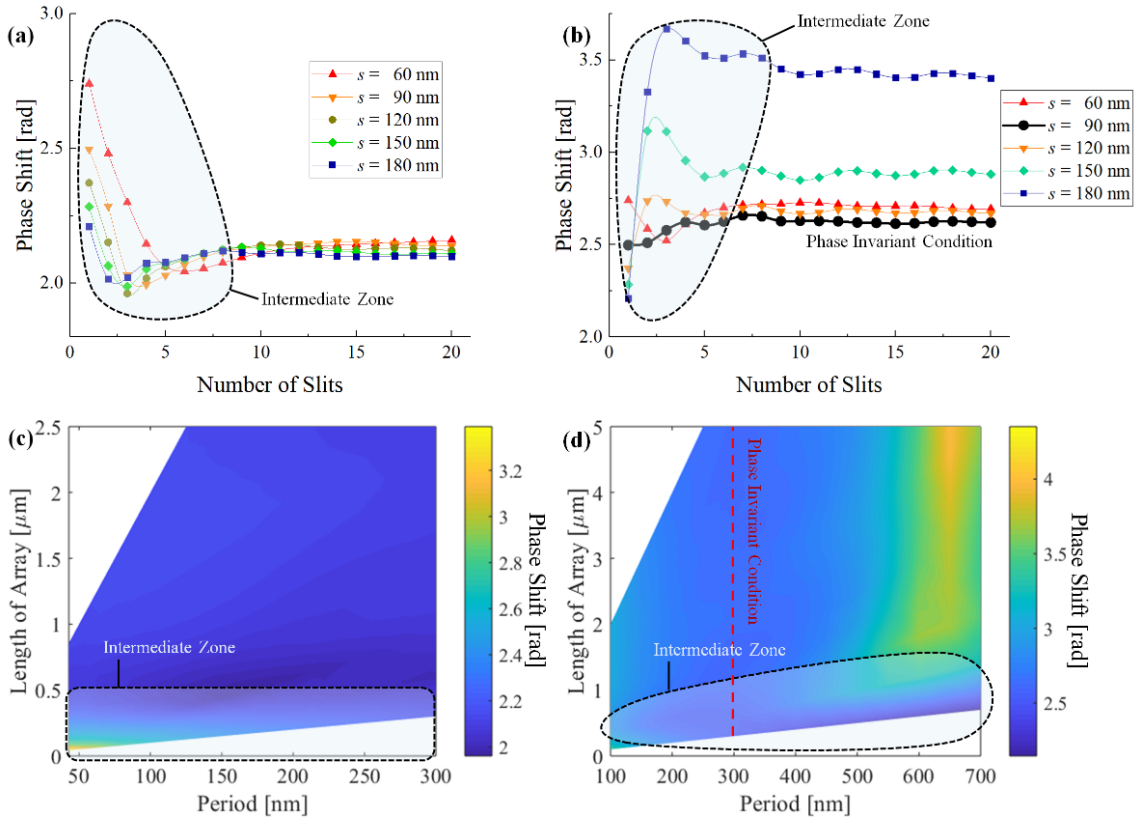 (a)
3.0
2.5
2.0
0
5
10
15
20
Phase Shift [rad]
Number of Slits
Intermediate Zone
s = 60 nm
s = 90 nm
s = 120 nm
s = 150 nm
s = 180 nm
(b)
3.5
3.0
2.5
2.0
0
5
10
15
20
Phase Shift [rad]
Number of Slits
Intermediate Zone
Phase Invariant Condition
s = 60 nm
s = 90 nm
s = 120 nm
s = 150 nm
s = 180 nm
(c)
2.5
2
1.5
1
0.5
0
50
100
150
200
250
300
Length of Array [μm]
Period [nm]
Intermediate Zone
3.2
3
2.8
2.6
2.4
2.2
2
Phase Shift [rad]
(d)
5
4
3
2
1
0
100
200
300
400
500
600
700
Length of Array [μm]
Period [nm]
Phase Invariant Condition
Intermediate Zone
4
3.5
3
2.5
Phase Shift [rad]